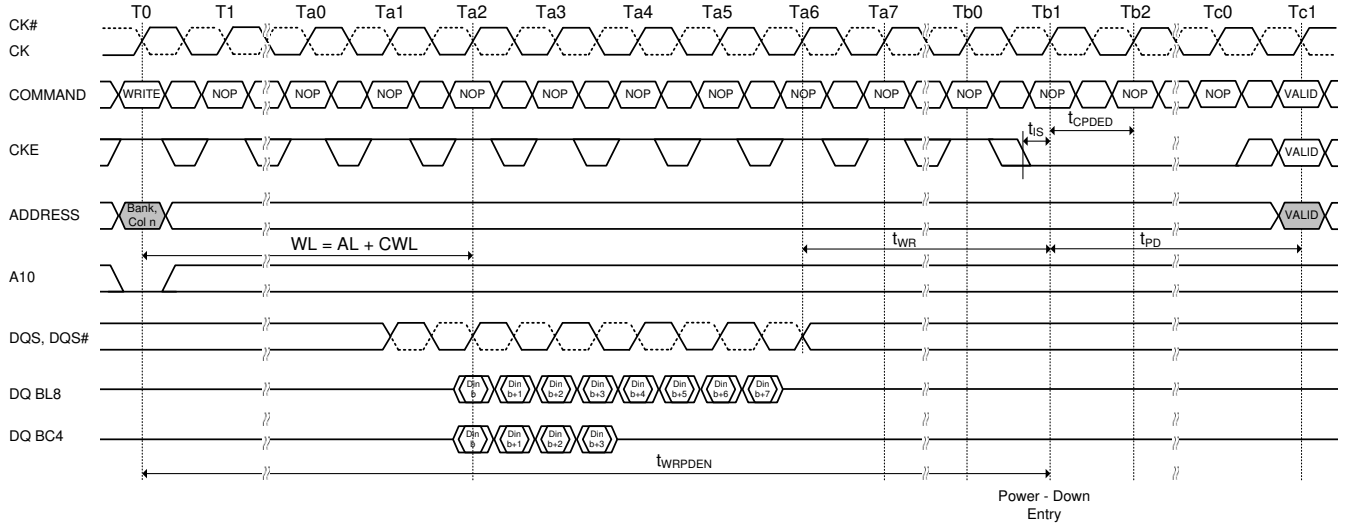 T0 T1 Ta0 Ta1 Ta2 Ta3 Ta4 Ta5 Ta6 Ta7 Tb0 Tb1 Tb2 Tc0 Tc1
CK#
CK
COMMAND WRITE NOP NOP NOP NOP NOP NOP NOP NOP NOP NOP NOP NOP NOP VALID
tIS tCPDED
CKE VALID
ADDRESS Bank, Col n VALID
WL = AL + CWL tWR tPD
A10
DQS, DQS#
DQ BL8 Din b Din b+1 Din b+2 Din b+3 Din b+4 Din b+5 Din b+6 Din b+7
DQ BC4 Din b Din b+1 Din b+2 Din b+3
tWRPDEN
Power - Down
Entry